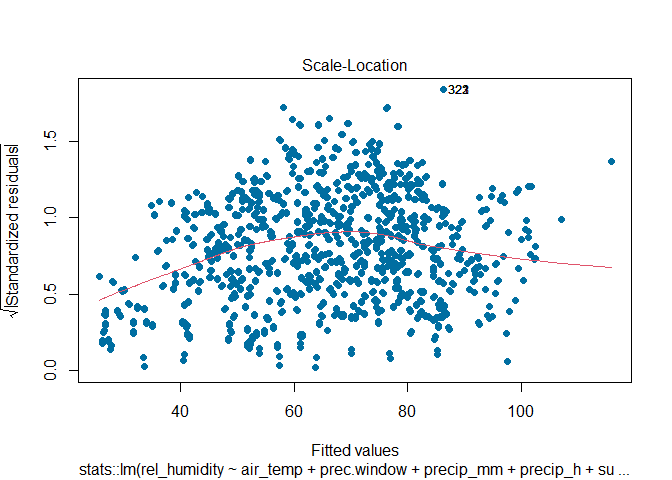 Scale-Location
√|Standardized residuals|
1.5
1.0
0.5
0.0
40 60 80 100
Fitted values
stats::lm(rel_humidity ~ air_temp + prec.window + precip_mm + precip_h + su ...